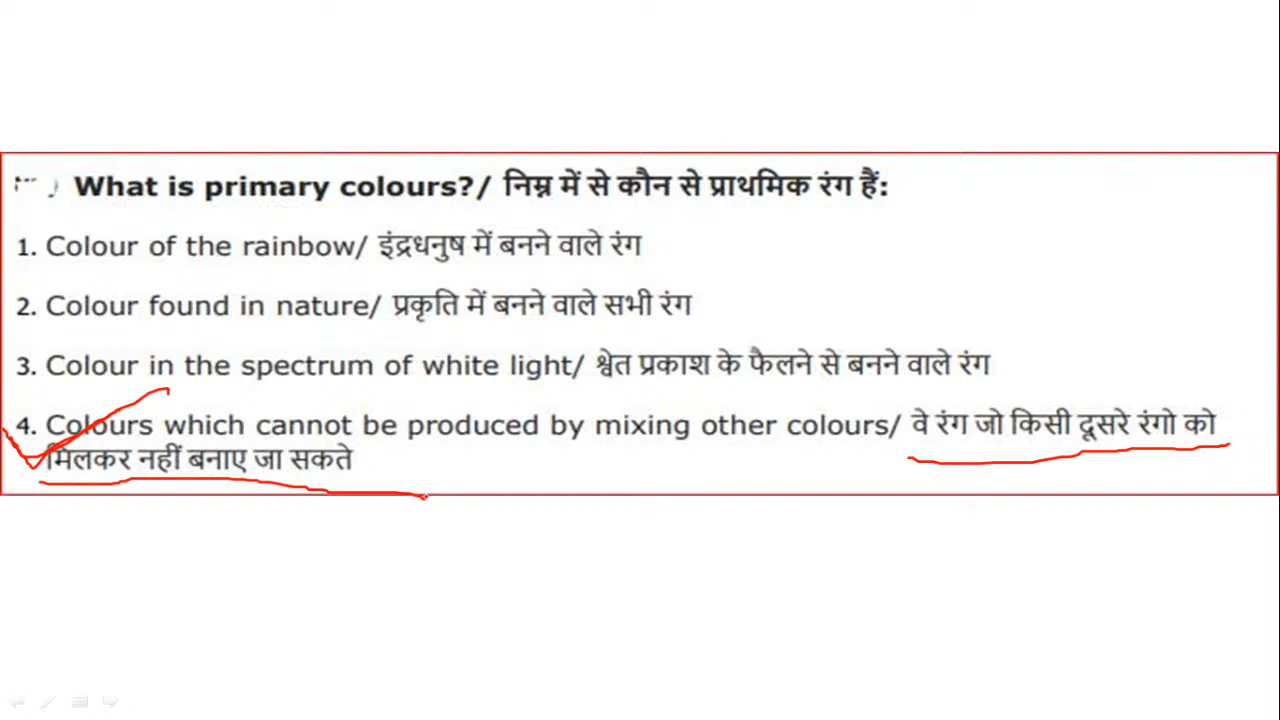 What is primary colours?/ निम्न में से कौन से प्राथमिक रंग हैं:
1. Colour of the rainbow/ इंद्रधनुष में बनने वाले रंग
2. Colour found in nature/ प्रकृति में बनने वाले सभी रंग
3. Colour in the spectrum of white light/ श्वेत प्रकाश के फैलने से बनने वाले रंग
4. Colours which cannot be produced by mixing other colours/ वे रंग जो किसी दूसरे रंगो को
मिलकर नहीं बनाए जा सकते